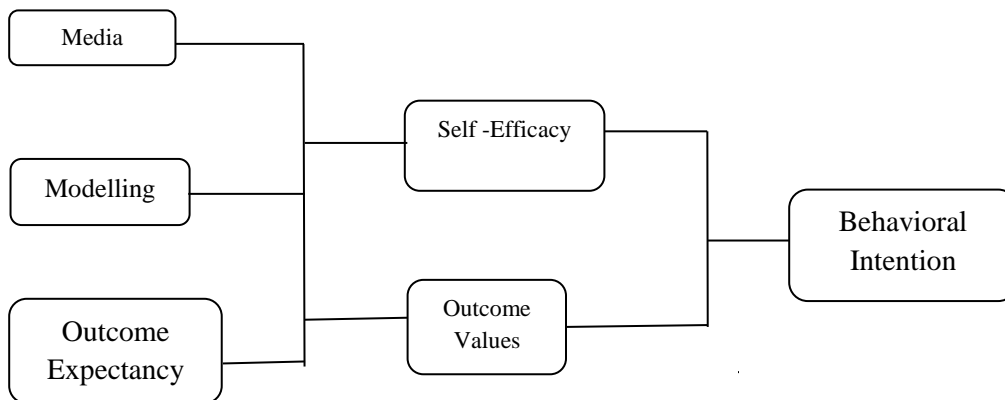 Media
Modelling
Outcome
Expectancy
Self -Efficacy
Outcome
Values
Behavioral
Intention